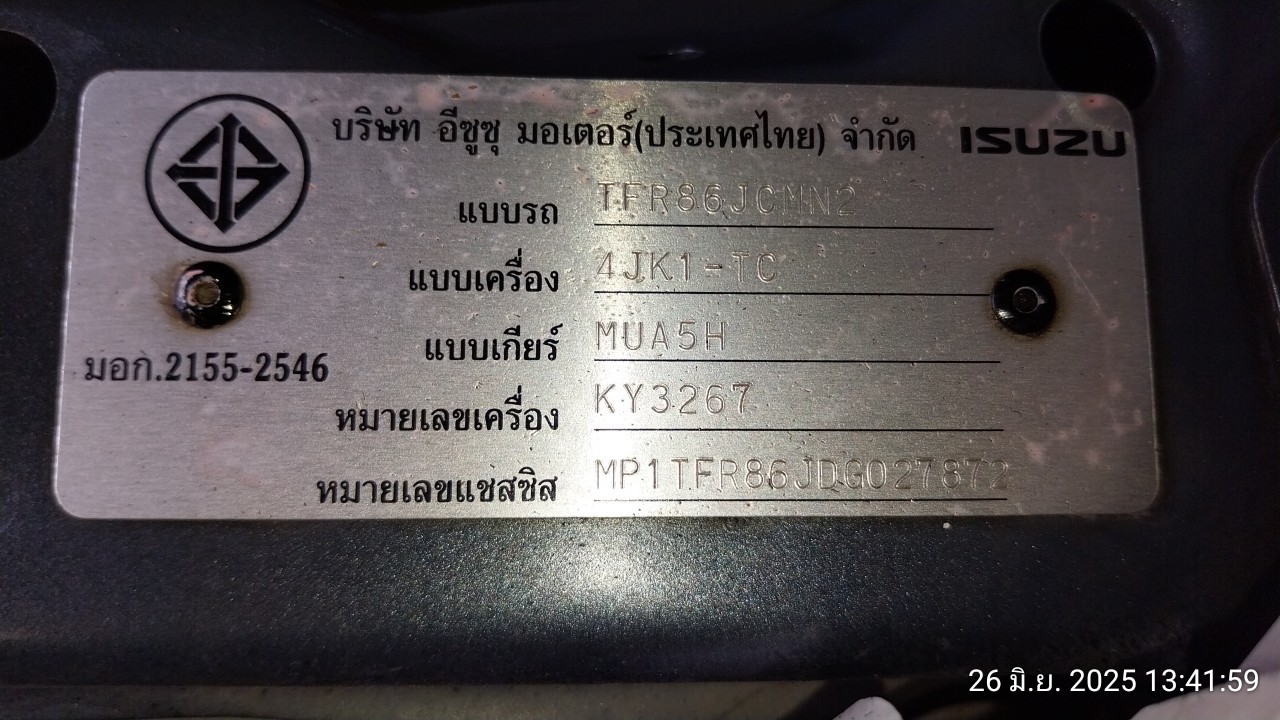 บริษัท อีซูซุ มอเตอร์(ประเทศไทย) จำกัด ISUZU
แบบรถ TFR86JCMN2
แบบเครื่อง 4JK1-TC
แบบเกียร์ MUA5H
มอก.2155-2546
หมายเลขเครื่อง KY3267
หมายเลขแชสซิส MP1TFR86JDG027872
26 มิ.ย. 2025 13:41:59